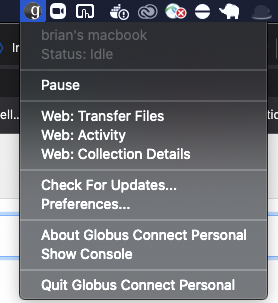 g
brian's macbook
Status: Idle
Pause
Web: Transfer Files
Web: Activity
Web: Collection Details
Check For Updates...
Preferences...
About Globus Connect Personal
Show Console
Quit Globus Connect Personal